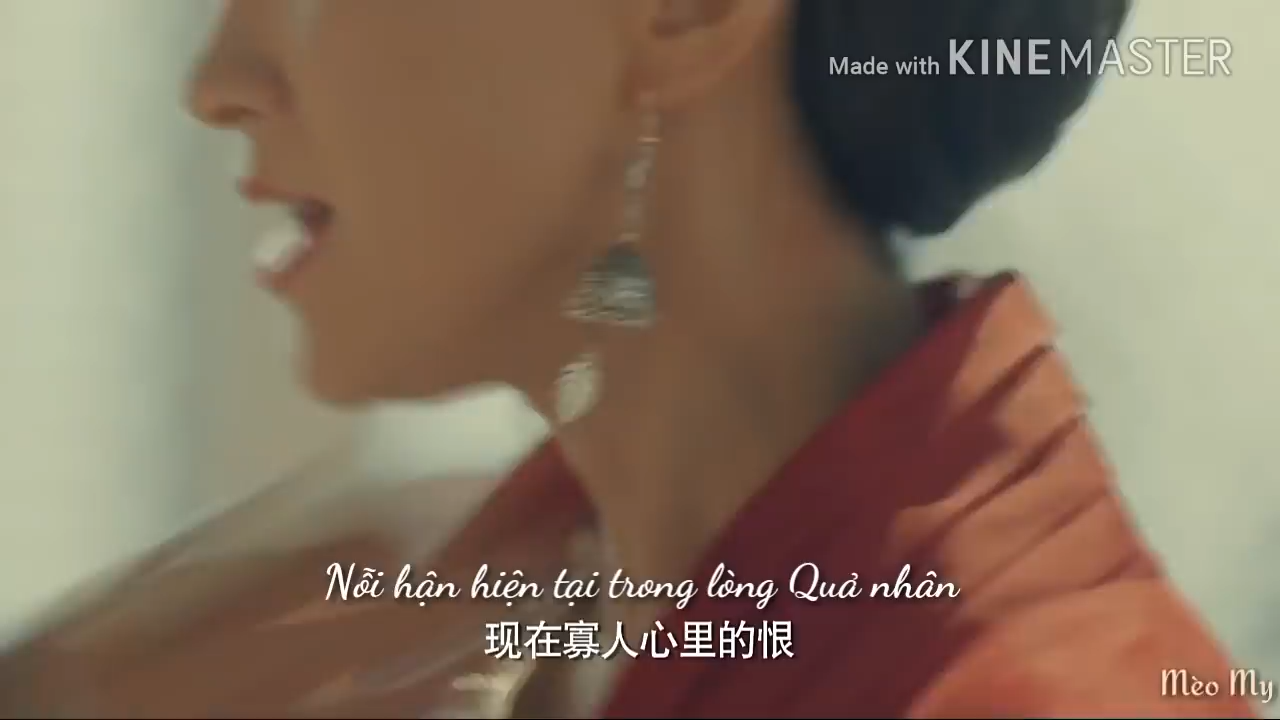 Made with KINEMASTER
Nỗi hận hiện tại trong lòng Quả nhân
现在寡人心里的恨
Mèo My